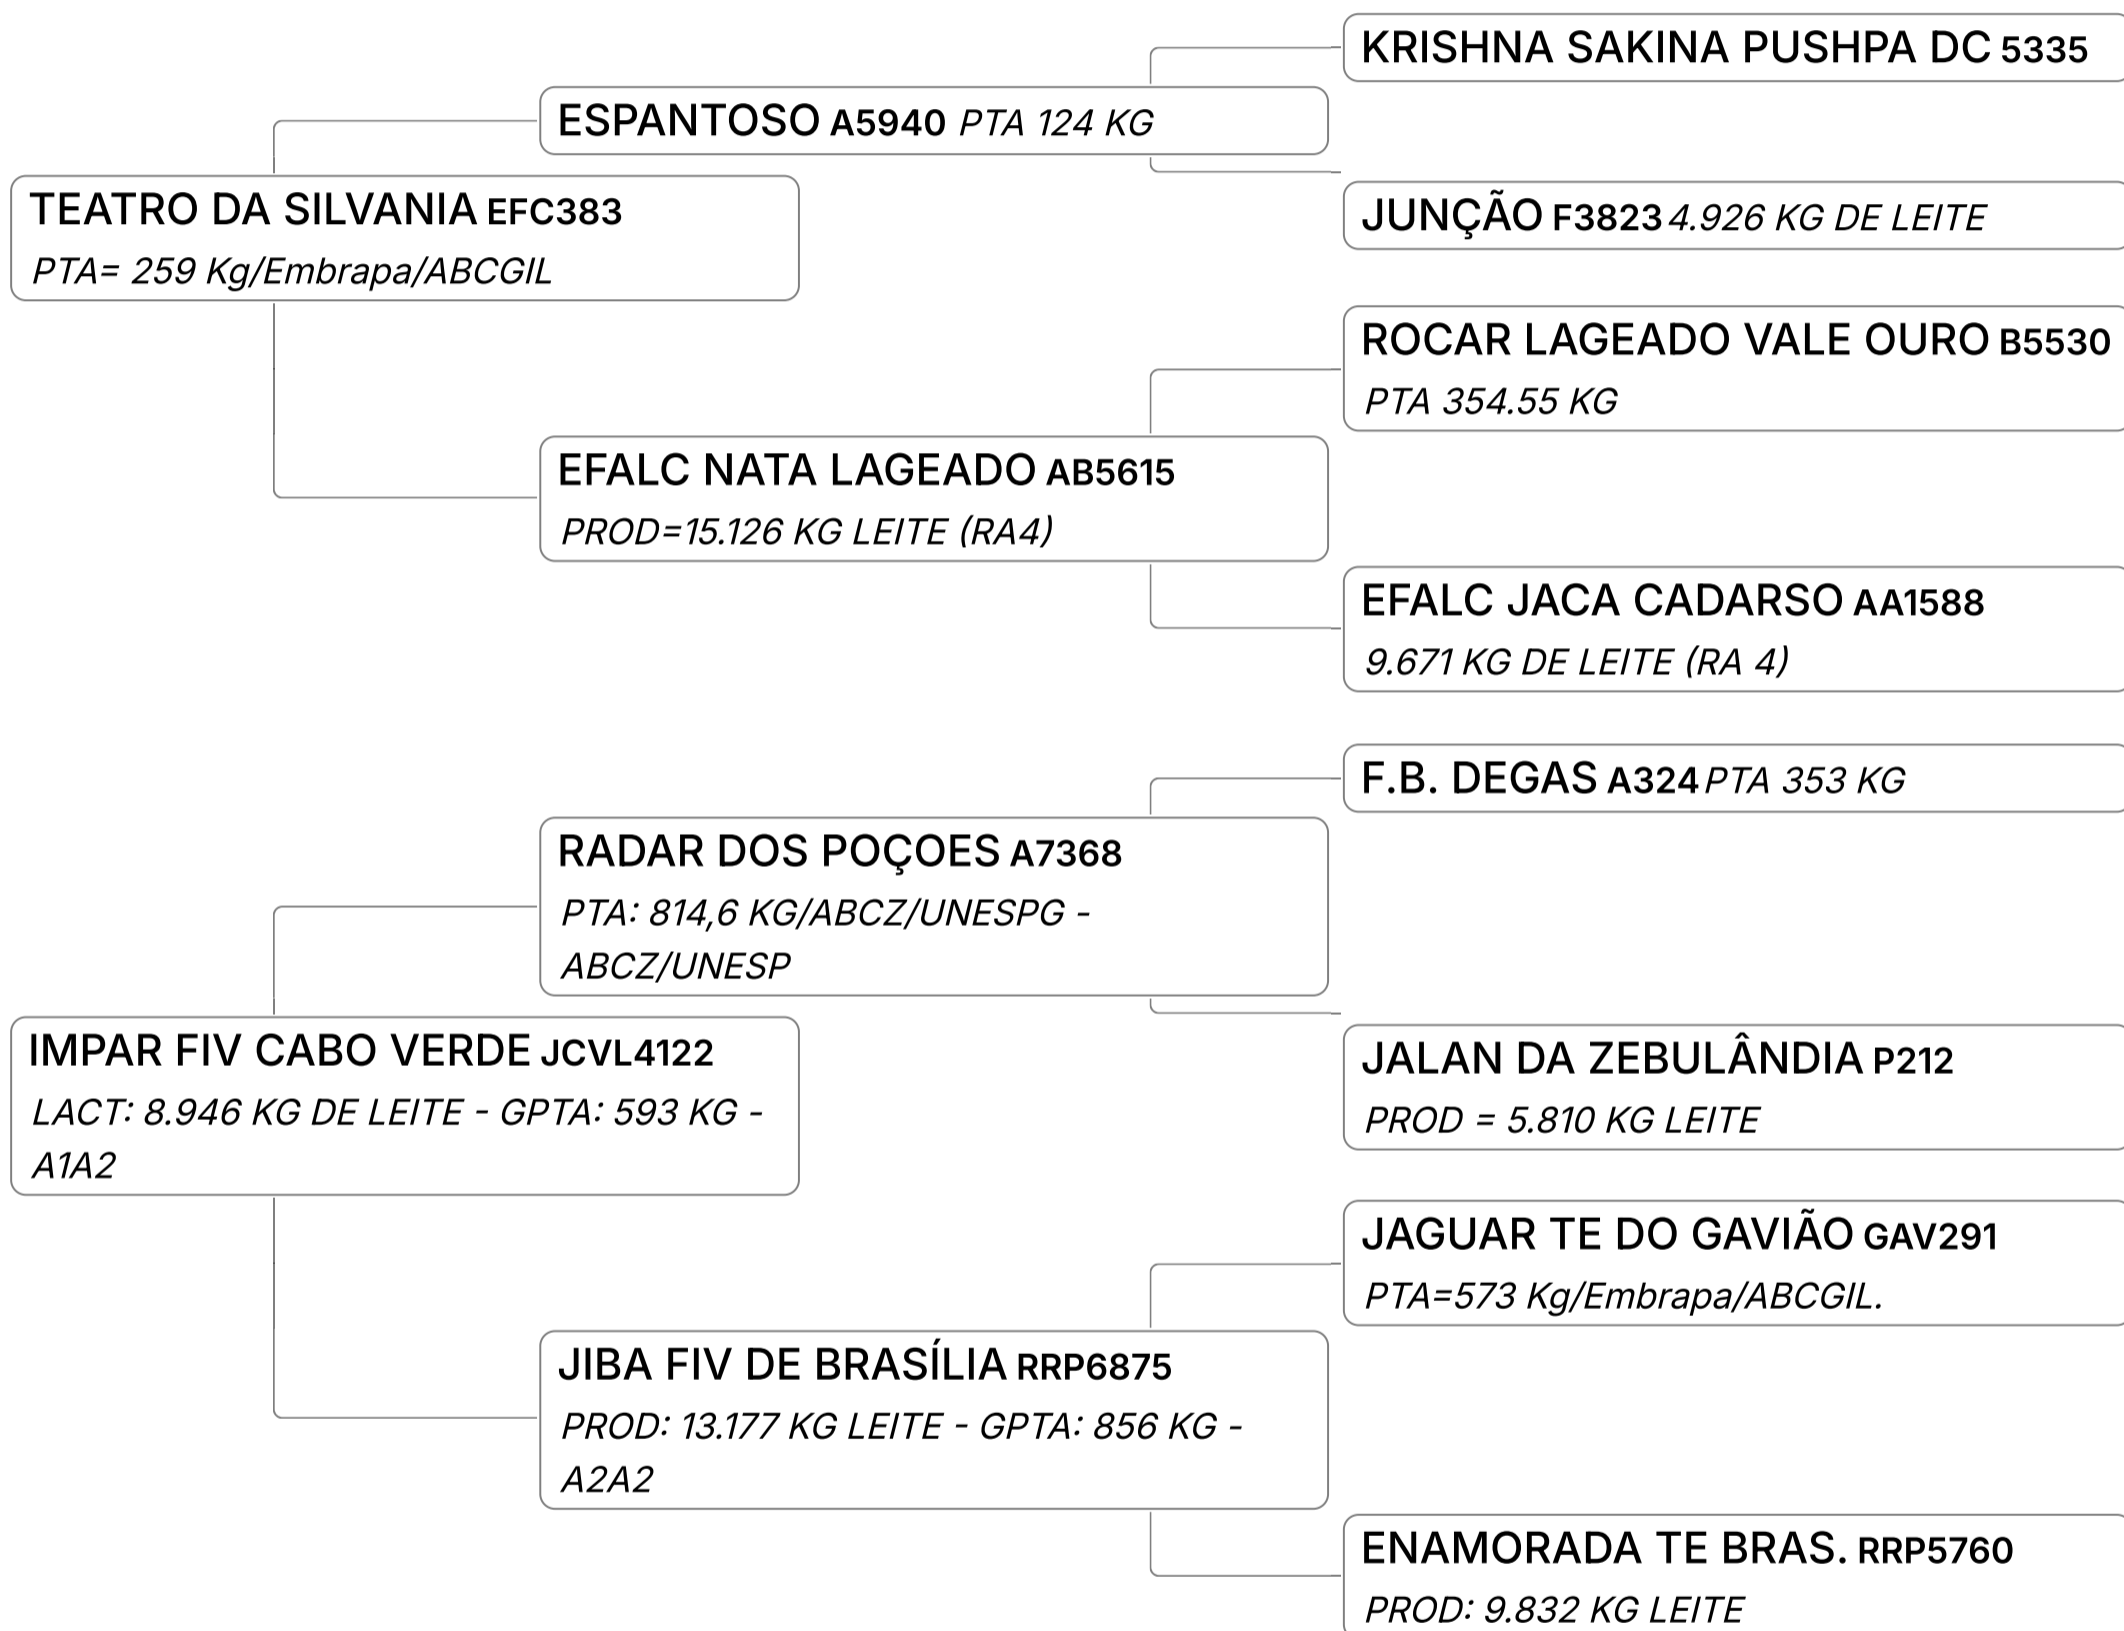 KRISHNA SAKINA PUSHPA DC 5335
ESPANTOSO A5940 PTA 124 KG
JUNÇÃO F3823 4.926 KG DE LEITE
TEATRO DA SILVANIA EFC383
PTA= 259 Kg/Embrapa/ABCGIL
ROCAR LAGEADO VALE OURO B5530
PTA 354.55 KG
EFALC NATA LAGEADO AB5615
PROD=15.126 KG LEITE (RA4)
EFALC JACA CADARSO AA1588
9.671 KG DE LEITE (RA 4)
F.B. DEGAS A324 PTA 353 KG
RADAR DOS POÇOES A7368
PTA: 814,6 KG/ABCZ/UNESPG -
ABCZ/UNESP
JALAN DA ZEBULÂNDIA P212
PROD = 5.810 KG LEITE
IMPAR FIV CABO VERDE JCVL4122
LACT: 8.946 KG DE LEITE - GPTA: 593 KG -
A1A2
JAGUAR TE DO GAVIÃO GAV291
PTA=573 Kg/Embrapa/ABCGIL.
JIBA FIV DE BRASÍLIA RRP6875
PROD: 13.177 KG LEITE - GPTA: 856 KG -
A2A2
ENAMORADA TE BRAS. RRP5760
PROD: 9.832 KG LEITE